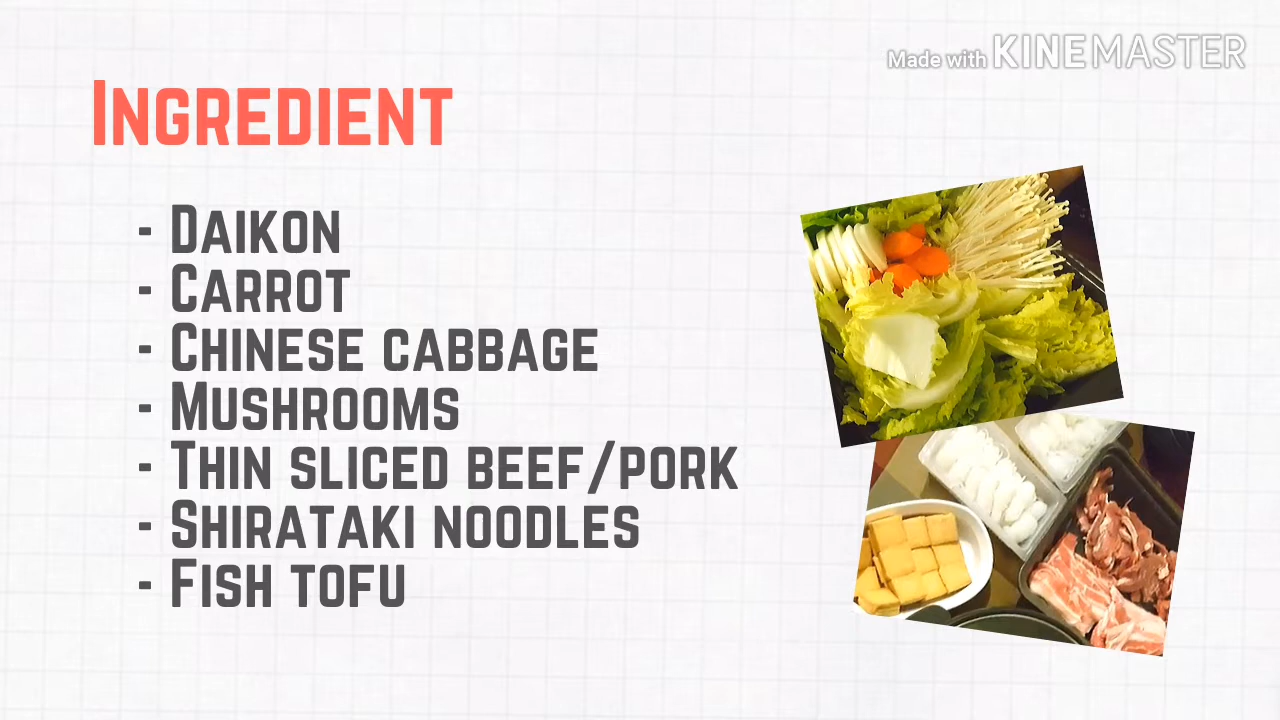 Made with KINEMASTER
Ingredient
- Daikon
- Carrot
- Chinese cabbage
- Mushrooms
- Thin sliced beef/pork
- Shirataki noodles
- Fish tofu